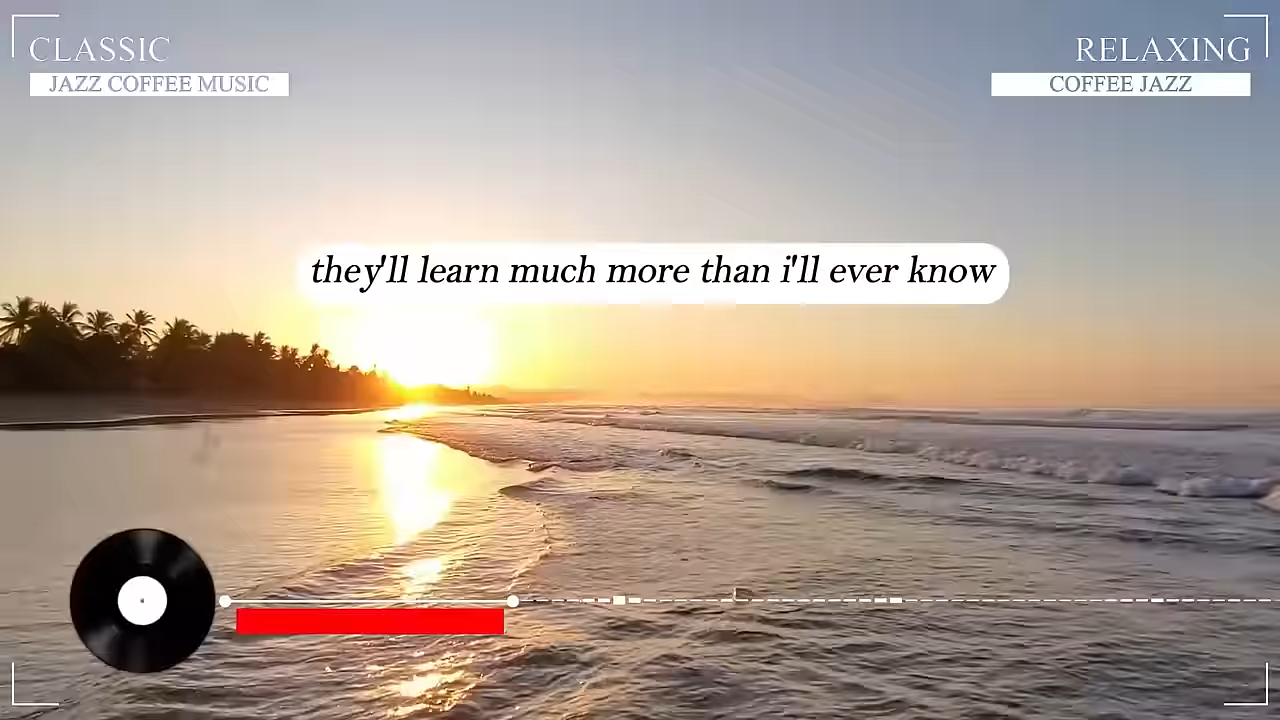 CLASSIC
JAZZ COFFEE MUSIC
RELAXING
COFFEE JAZZ
they'll learn much more than i'll ever know